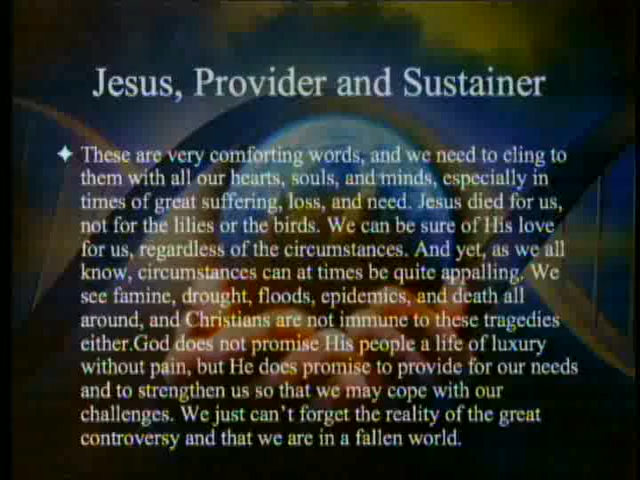 Jesus, Provider and Sustainer
These are very comforting words, and we need to cling to
them with all our hearts, souls, and minds, especially in
times of great suffering, loss, and need. Jesus died for us,
not for the lilies or the birds. We can be sure of His love
for us, regardless of the circumstances. And yet, as we all
know, circumstances can at times be quite appalling. We
see famine, drought, floods, epidemics, and death all
around, and Christians are not immune to these tragedies
either.God does not promise His people a life of luxury
without pain, but He does promise to provide for our needs
and to strengthen us so that we may cope with our
challenges. We just can't forget the reality of the great
controversy and that we are in a fallen world.